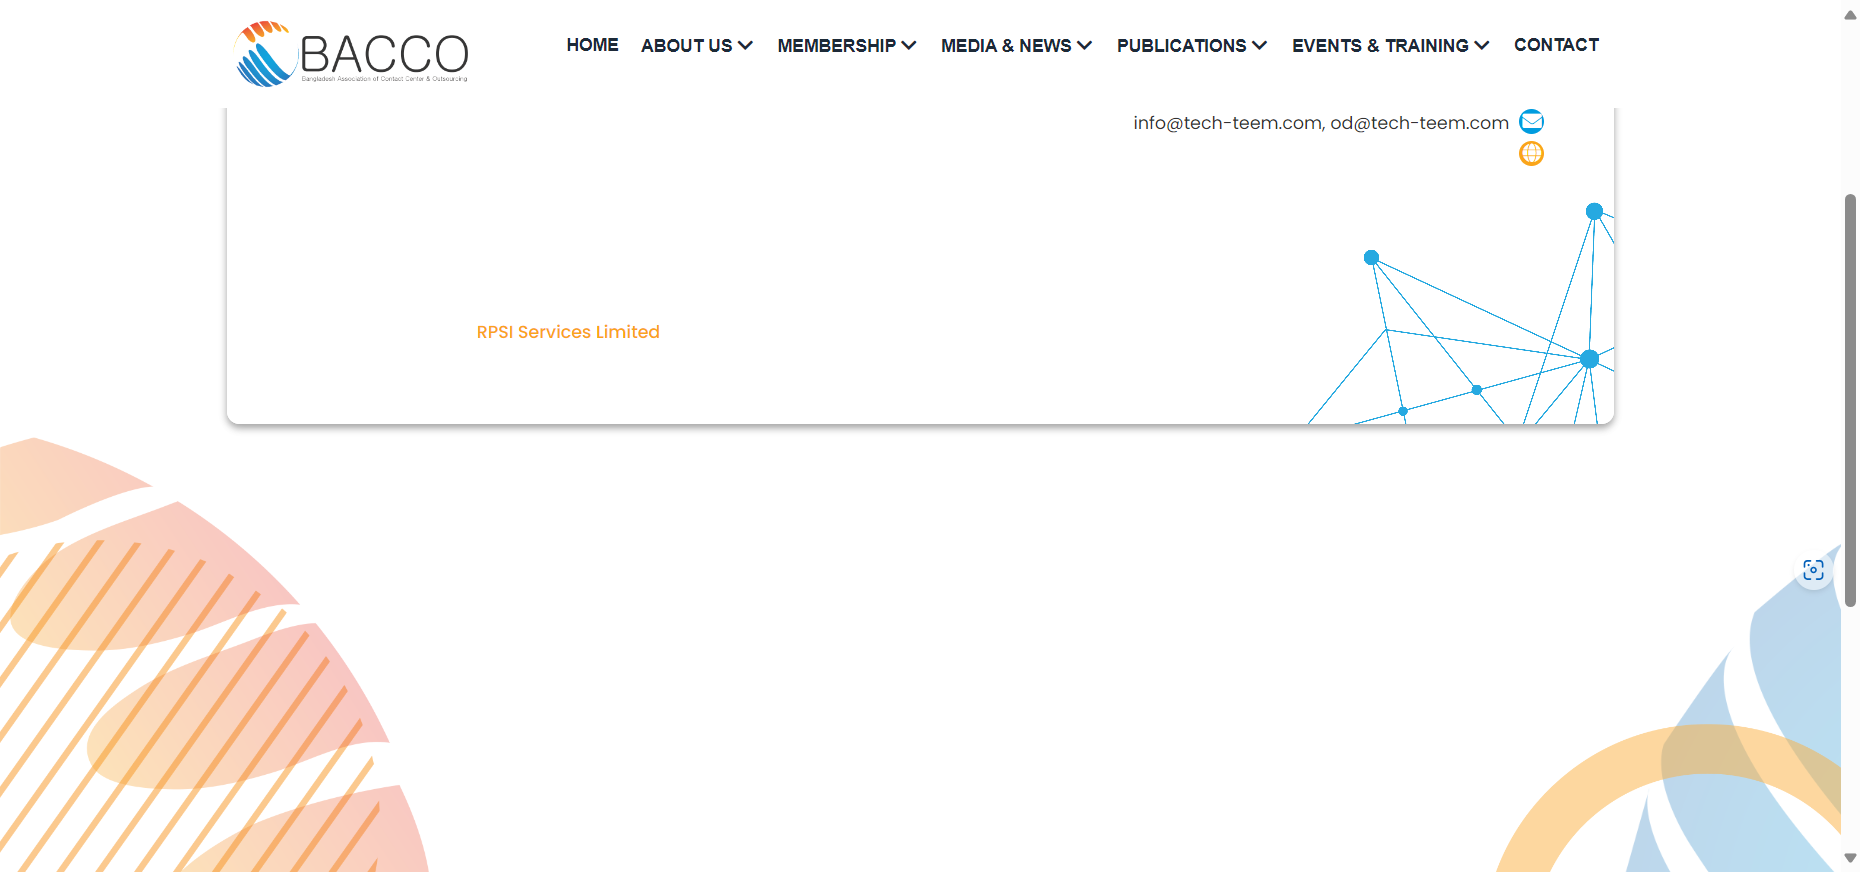 BACCO
Bangladesh Association of Contact Center & Outsourcing
HOME
ABOUT US
MEMBERSHIP
MEDIA & NEWS
PUBLICATIONS
EVENTS & TRAINING
CONTACT
info@tech-teem.com, od@tech-teem.com
RPSI Services Limited